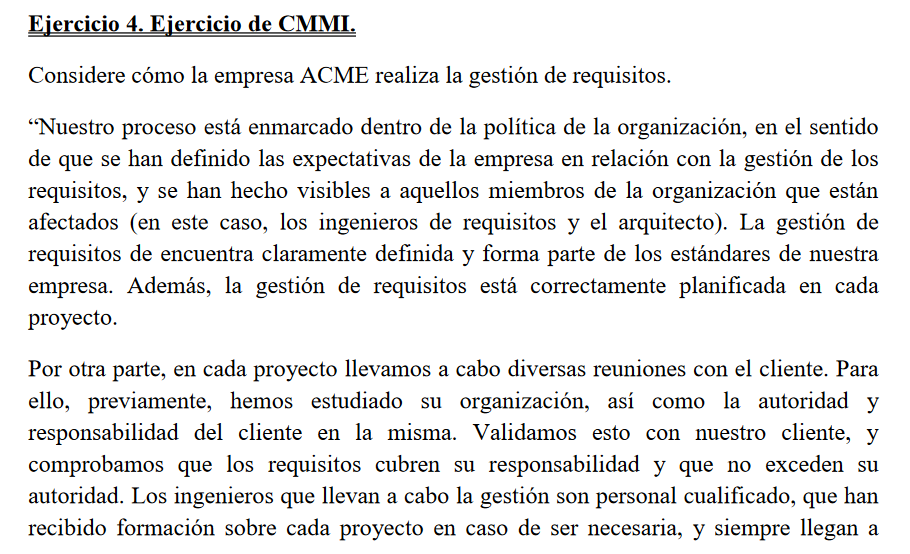 Ejercicio 4. Ejercicio de CMMI.
Considere cómo la empresa ACME realiza la gestión de requisitos.
“Nuestro proceso está enmarcado dentro de la política de la organización, en el sentido
de que se han definido las expectativas de la empresa en relación con la gestión de los
requisitos, y se han hecho visibles a aquellos miembros de la organización que están
afectados (en este caso, los ingenieros de requisitos y el arquitecto). La gestión de
requisitos de encuentra claramente definida y forma parte de los estándares de nuestra
empresa. Además, la gestión de requisitos está correctamente planificada en cada
proyecto.
Por otra parte, en cada proyecto llevamos a cabo diversas reuniones con el cliente. Para
ello, previamente, hemos estudiado su organización, así como la autoridad y
responsabilidad del cliente en la misma. Validamos esto con nuestro cliente, y
comprobamos que los requisitos cubren su responsabilidad y que no exceden su
autoridad. Los ingenieros que llevan a cabo la gestión son personal cualificado, que han
recibido formación sobre cada proyecto en caso de ser necesaria, y siempre llegan a